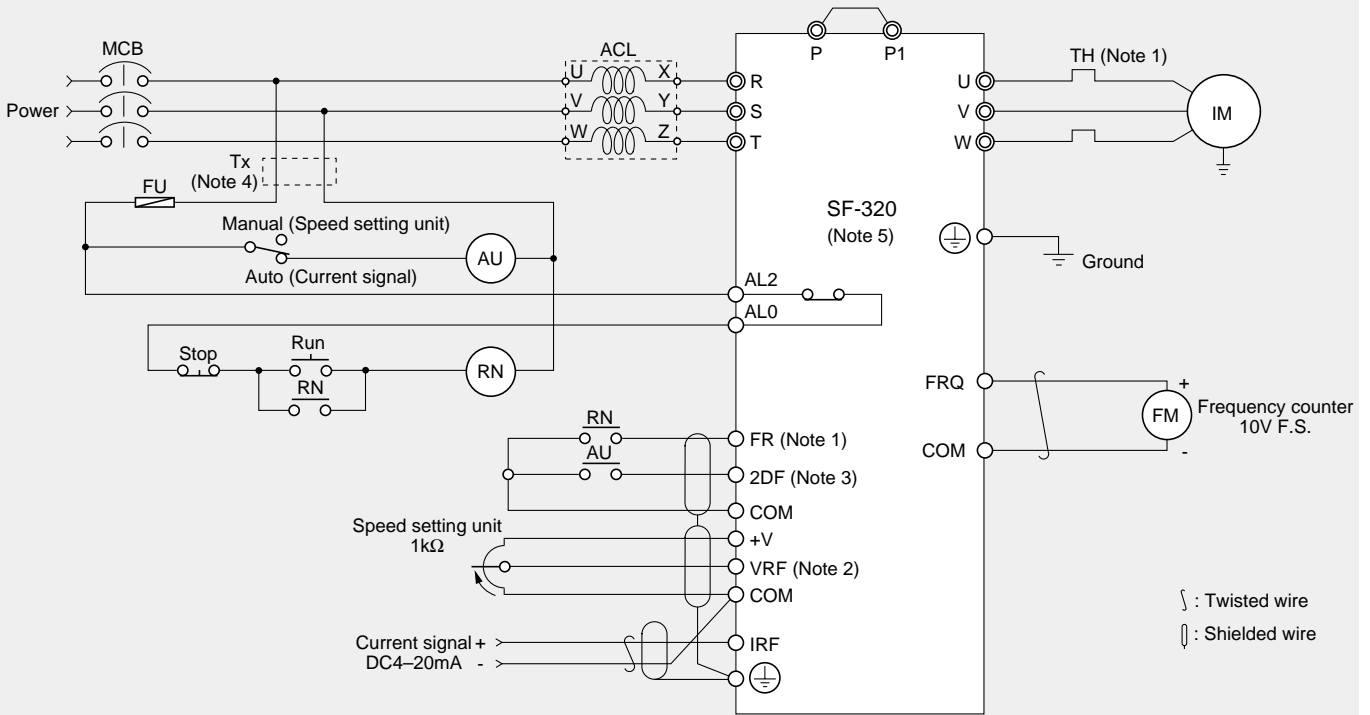 P
P1
MCB
ACL
TH (Note 1)
U
X
R
U
Power
V
Y
S
V
IM
W
Z
T
W
Tx
(Note 4)
FU
SF-320
(Note 5)
Manual (Speed setting unit)
AU
Auto (Current signal)
Ground
AL2
AL0
Stop
Run
RN
RN
FRQ
+
FM
Frequency counter
10V F.S.
COM
-
RN
FR (Note 1)
AU
2DF (Note 3)
COM
Speed setting unit
1kΩ
+V
VRF (Note 2)
COM
: Twisted wire
: Shielded wire
Current signal +
DC4–20mA -
IRF